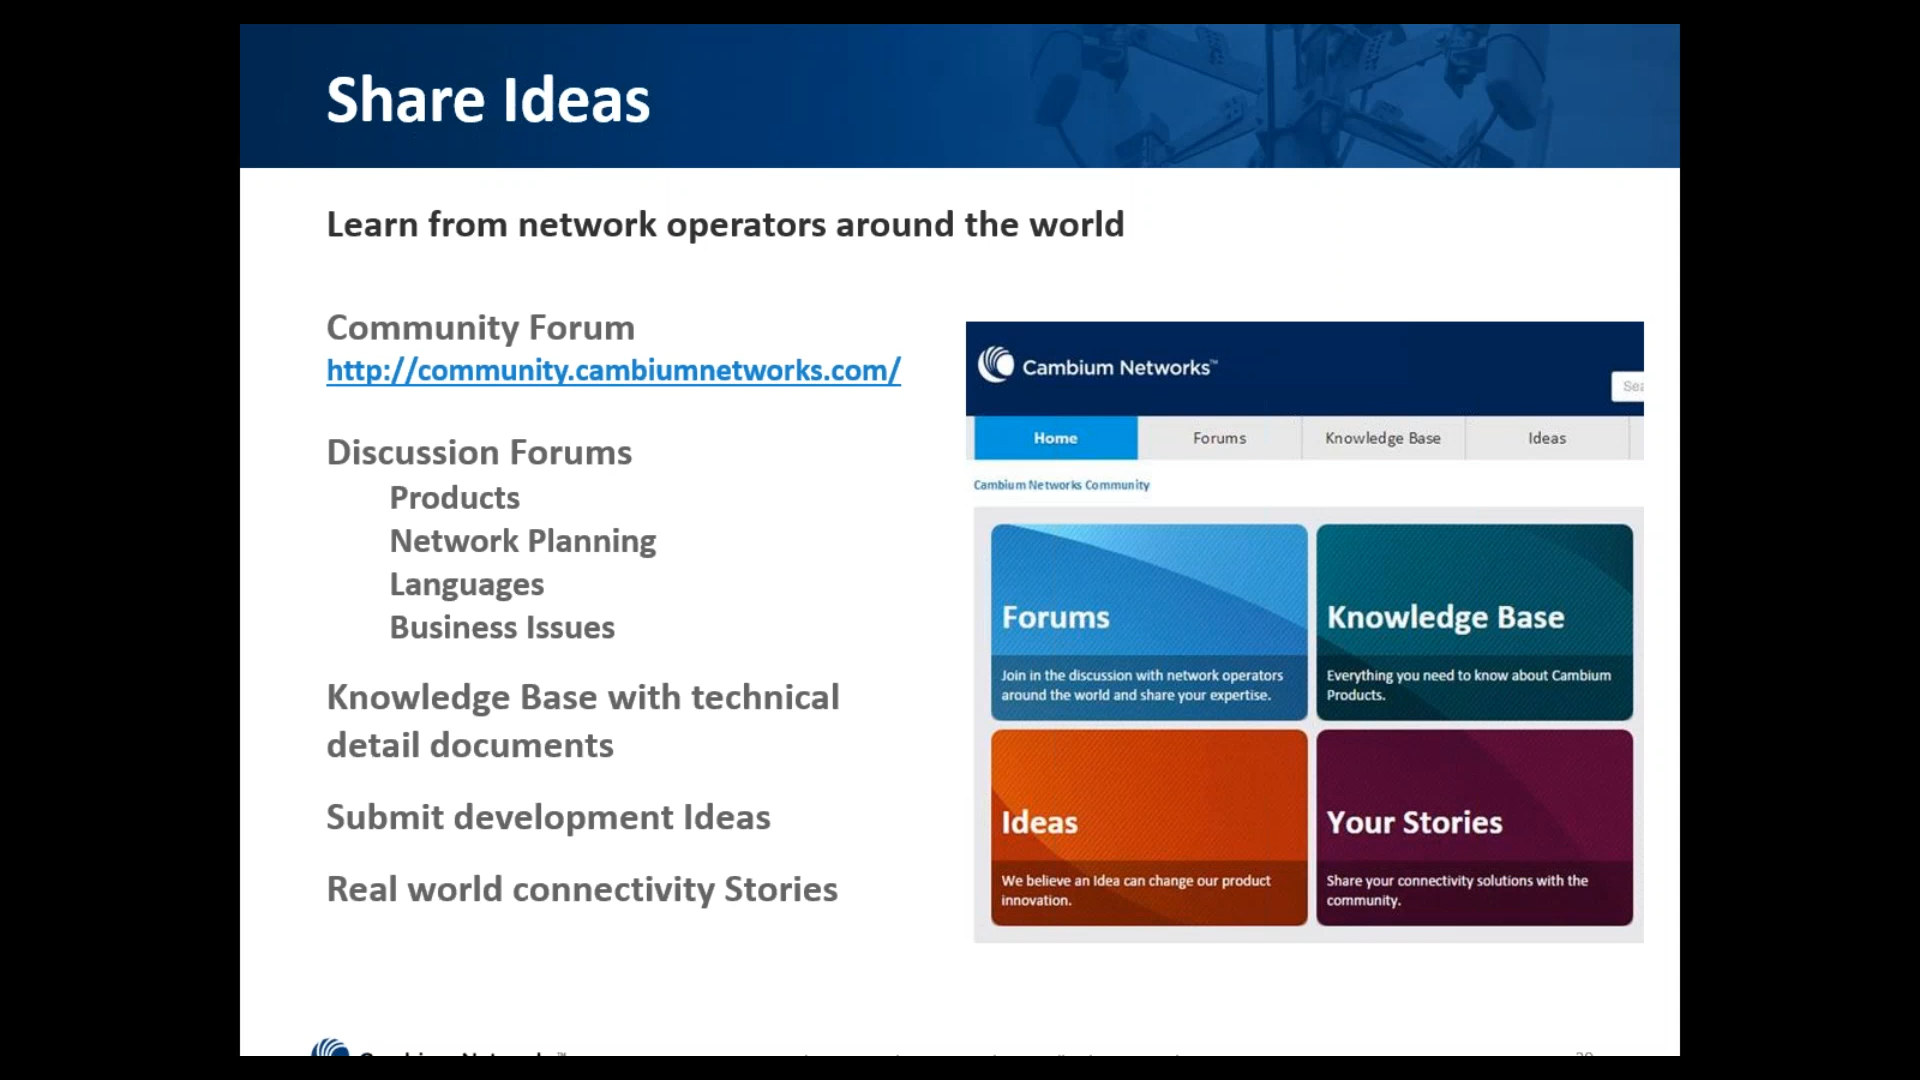 Share Ideas
Learn from network operators around the world
Community Forum
http://community.cambiumnetworks.com/
Discussion Forums
Products
Network Planning
Languages
Business Issues
Knowledge Base with technical
detail documents
Submit development Ideas
Real world connectivity Stories
Cambium Networks™
Sea
Home Forums Knowledge Base Ideas
Cambium Networks Community
Forums
Join in the discussion with network operators
around the world and share your expertise.
Knowledge Base
Everything you need to know about Cambium
Products.
Ideas
We believe an Idea can change our product
innovation.
Your Stories
Share your connectivity solutions with the
community.